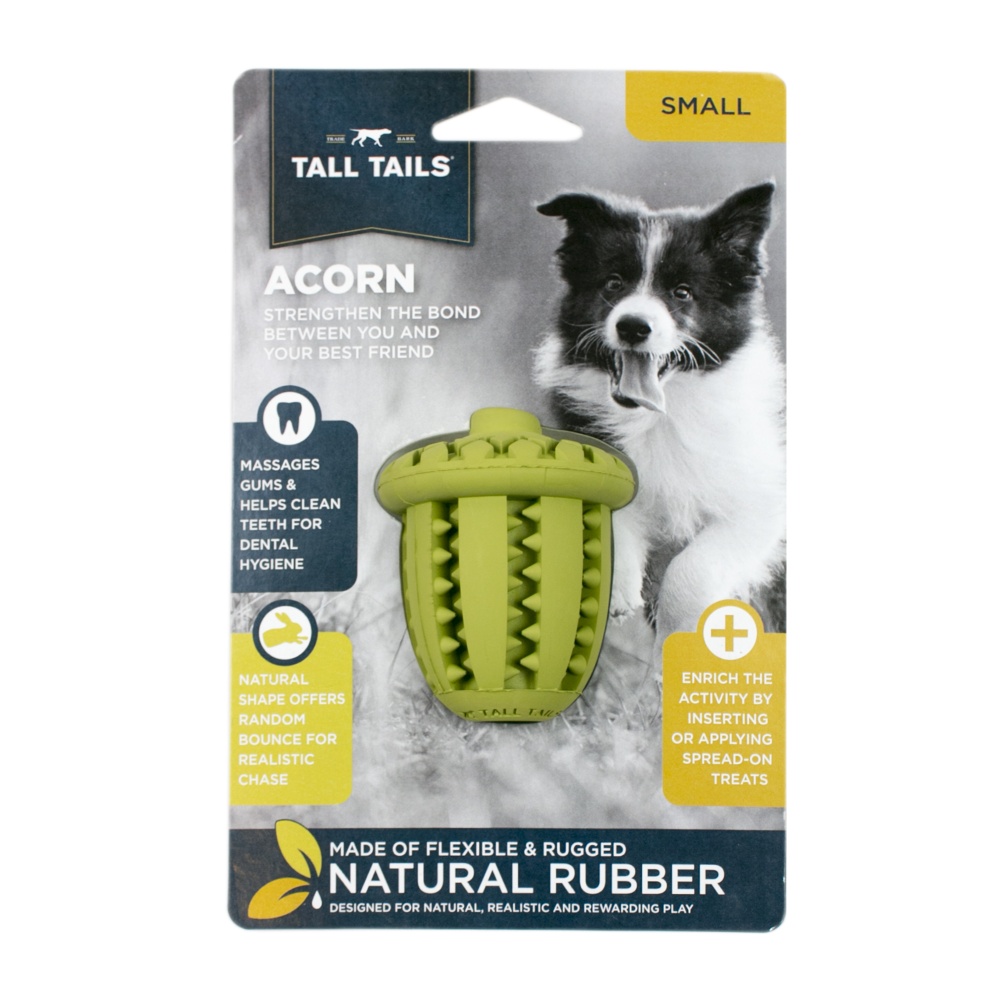 SMALL
TRADE MARK
TALL TAILS®
ACORN
STRENGTHEN THE BOND
BETWEEN YOU AND
YOUR BEST FRIEND
MASSAGES
GUMS &
HELPS CLEAN
TEETH FOR
DENTAL
HYGIENE
TALL TAILS
NATURAL
SHAPE OFFERS
RANDOM
BOUNCE FOR
REALISTIC
CHASE
ENRICH THE
ACTIVITY BY
INSERTING
OR APPLYING
SPREAD-ON
TREATS
MADE OF FLEXIBLE & RUGGED
NATURAL RUBBER
DESIGNED FOR NATURAL, REALISTIC AND REWARDING PLAY